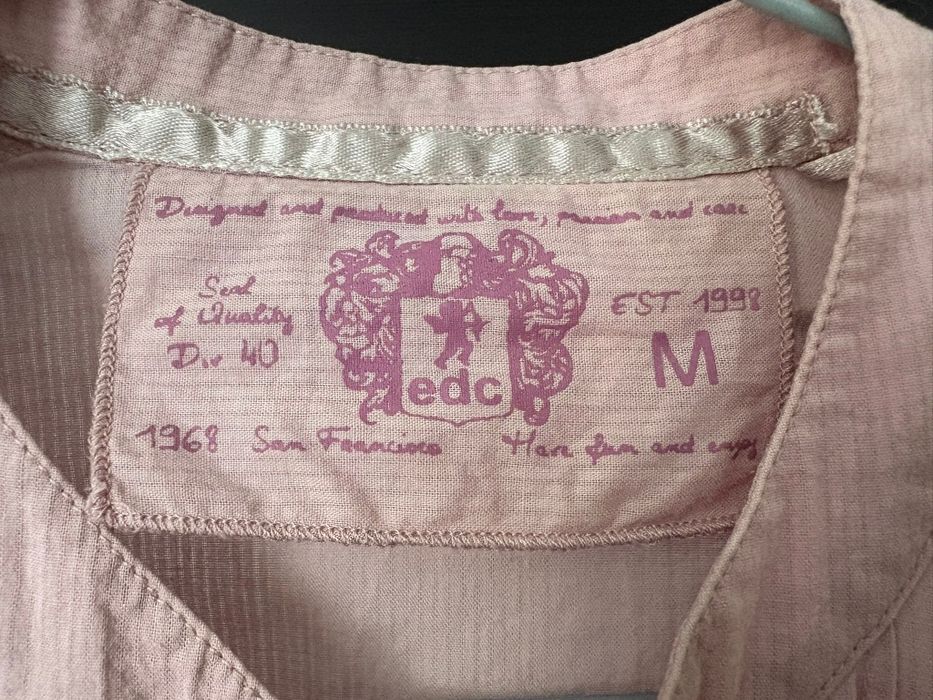 Designed and produced with love, passion and care
Seal
of Quality
Div 40
edc
EST 1998
M
1968 San Francisco
Have fun and enjoy